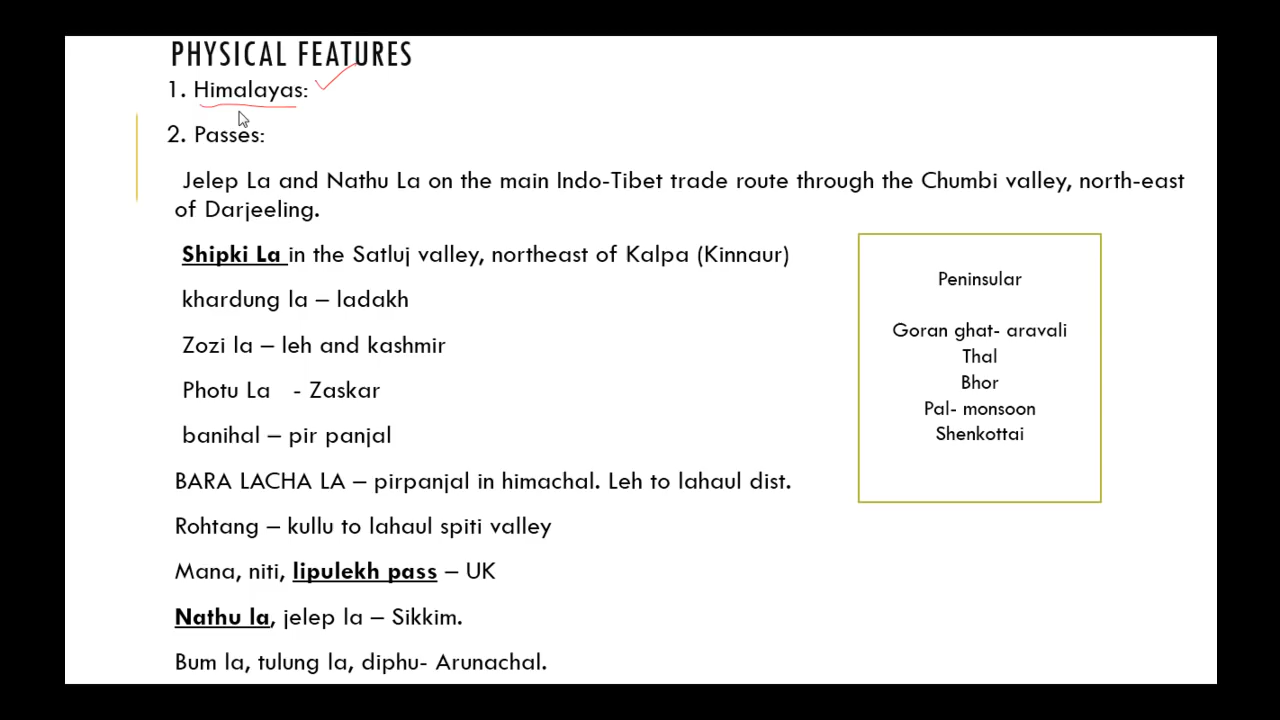 PHYSICAL FEATURES
1. Himalayas:
2. Passes:
Jelep La and Nathu La on the main Indo-Tibet trade route through the Chumbi valley, north-east
of Darjeeling.
Shipki La in the Satluj valley, northeast of Kalpa (Kinnaur)
khardung la – ladakh
Zozi la – leh and kashmir
Photu La - Zaskar
banihal – pir panjal
BARA LACHA LA – pirpanjal in himachal. Leh to lahaul dist.
Rohtang – kullu to lahaul spiti valley
Mana, niti, lipulekh pass – UK
Nathu la, jelep la – Sikkim.
Bum la, tulung la, diphu- Arunachal.
Peninsular
Goran ghat- aravali
Thal
Bhor
Pal- monsoon
Shenkottai